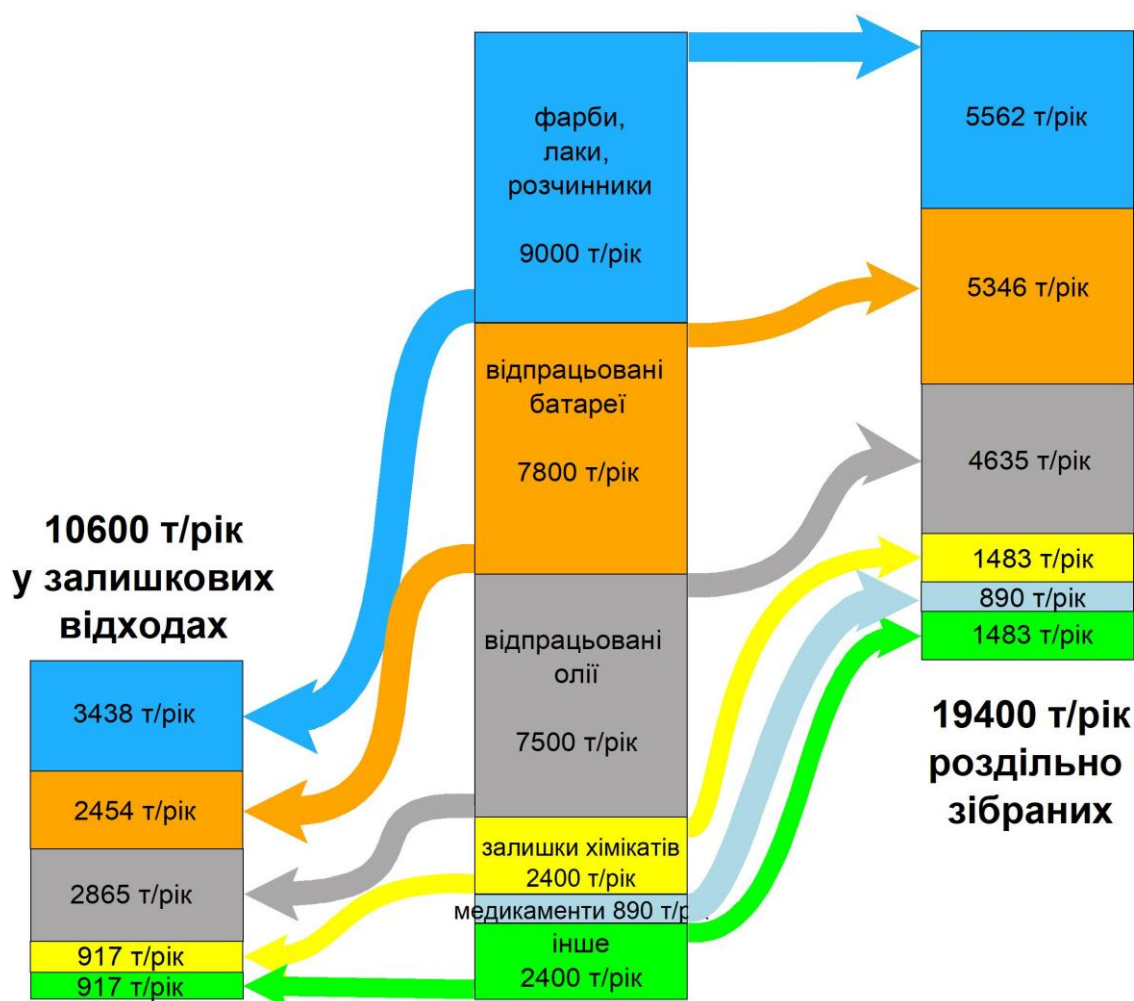 фарби,
лаки,
розчинники
9000 т/рік
відпрацьовані
батареї
7800 т/рік
відпрацьовані
олії
7500 т/рік
залишки хімікатів
2400 т/рік
медикаменти 890 т/рік
інше
2400 т/рік
10600 т/рік
у залишкових
відходах
3438 т/рік
2454 т/рік
2865 т/рік
917 т/рік
917 т/рік
5562 т/рік
5346 т/рік
4635 т/рік
1483 т/рік
890 т/рік
1483 т/рік
19400 т/рік
роздільно
зібраних